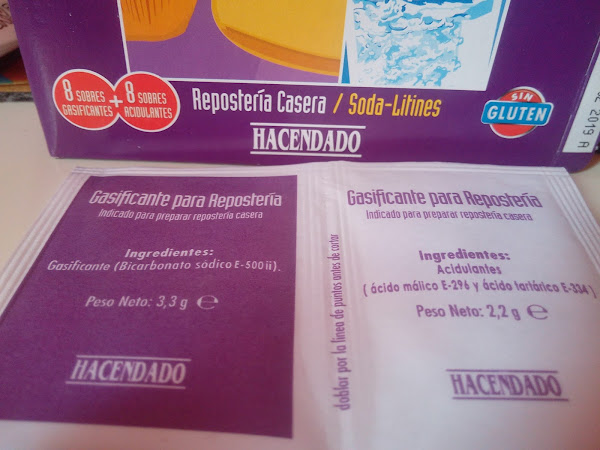 8 SOBRES
GASIFICANTES
+
8 SOBRES
ACIDULANTES
Repostería Casera / Soda-Litines
HACENDADO
SIN
GLUTEN
2019 A
Gasificante para Repostería
Indicado para preparar repostería casera
Ingredientes:
Gasificante (Bicarbonato sódico E-500ii).
Peso Neto: 3,3 g e
HACENDADO
doblar por la linea de puntos antes de cortar
Gasificante para Repostería
Indicado para preparar repostería casera
Ingredientes:
Acidulantes
(ácido málico E-296 y ácido tartárico E-334)
Peso Neto: 2,2 g e
HACENDADO